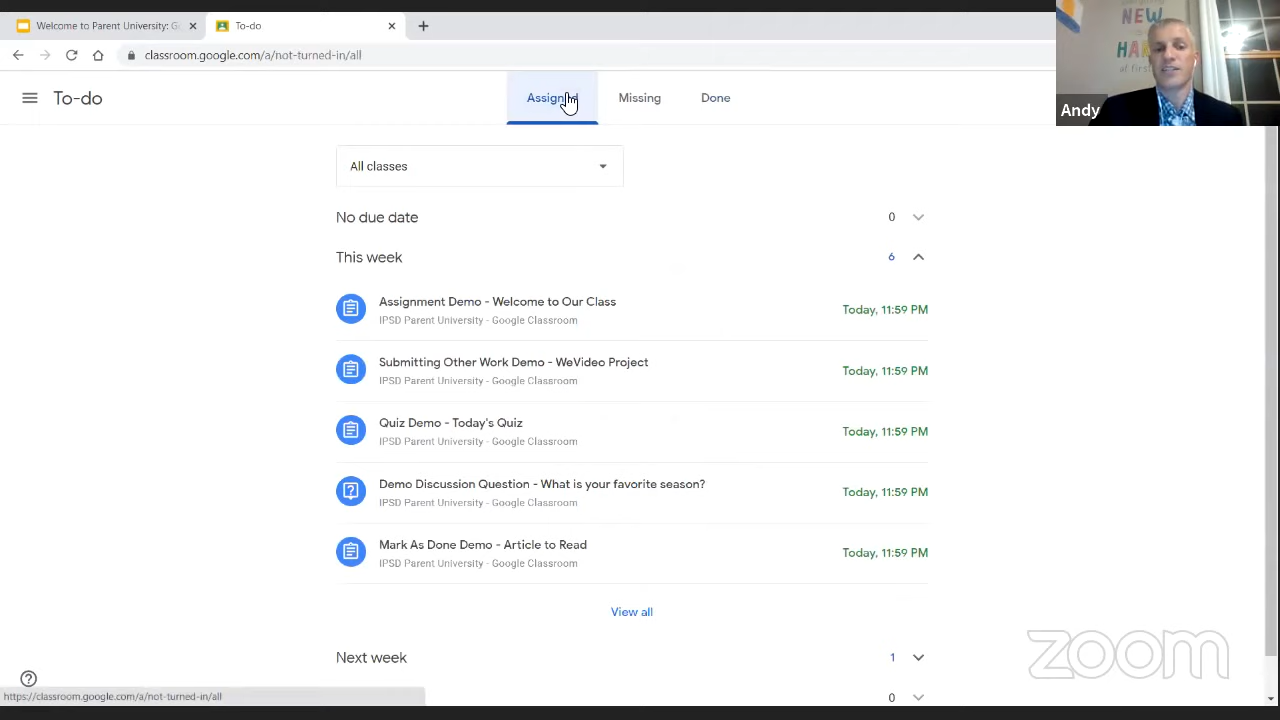 Welcome to Parent University: G
To-do
classroom.google.com/a/not-turned-in/all
NEW
HAR
at first
Andy
To-do
Assigned
Missing
Done
All classes
No due date
0
This week
6
Assignment Demo - Welcome to Our Class
IPSD Parent University - Google Classroom
Today, 11:59 PM
Submitting Other Work Demo - WeVideo Project
IPSD Parent University - Google Classroom
Today, 11:59 PM
Quiz Demo - Today's Quiz
IPSD Parent University - Google Classroom
Today, 11:59 PM
Demo Discussion Question - What is your favorite season?
IPSD Parent University - Google Classroom
Today, 11:59 PM
Mark As Done Demo - Article to Read
IPSD Parent University - Google Classroom
Today, 11:59 PM
View all
Next week
1
0
https://classroom.google.com/a/not-turned-in/all
zoom